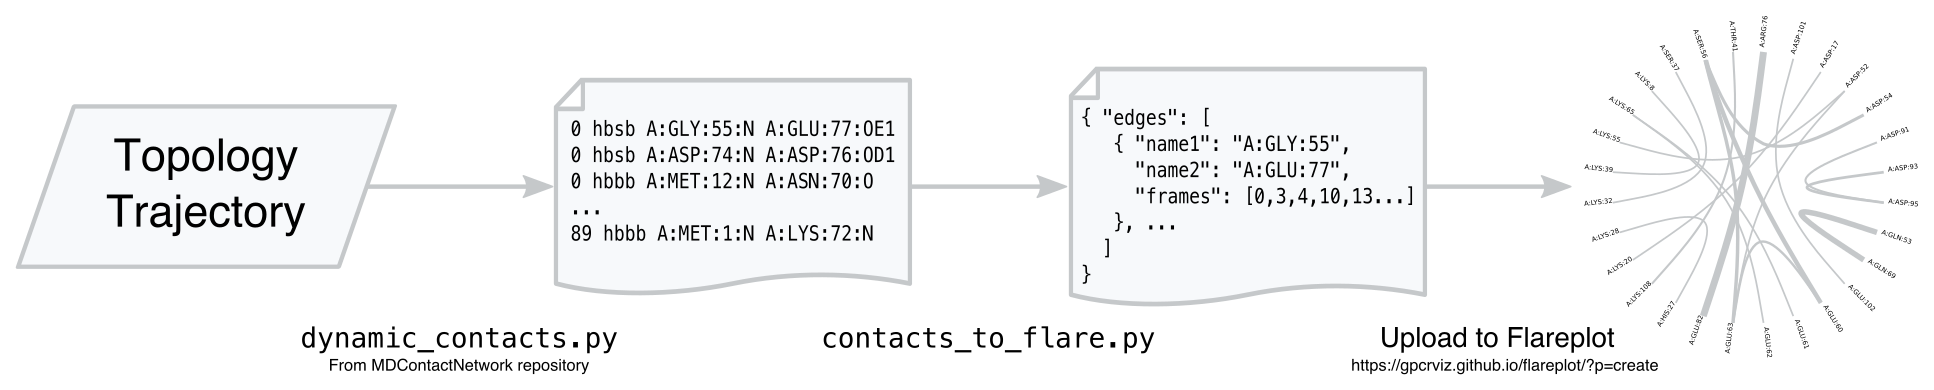 Topology
Trajectory
0 hbsb A:GLY:55:N A:GLU:77:OE1
0 hbsb A:ASP:74:N A:ASP:76:OD1
0 hbbb A:MET:12:N A:ASN:70:O
...
89 hbbb A:MET:1:N A:LYS:72:N
{ "edges": [
{ "name1": "A:GLY:55",
"name2": "A:GLU:77",
"frames": [0,3,4,10,13...]
}, ...
]
}
dynamic_contacts.py
From MDContactNetwork repository
contacts_to_flare.py
Upload to Flareplot
https://gpcrviz.github.io/flareplot/?p=create
A:ARG:76
A:ASP:101
A:ASP:17
A:ASP:52
A:ASP:54
A:ASP:91
A:ASP:93
A:ASP:95
A:GLN:53
A:GLN:69
A:GLU:102
A:GLU:60
A:GLU:61
A:GLU:62
A:GLU:63
A:GLU:82
A:HIS:27
A:LYS:108
A:LYS:20
A:LYS:28
A:LYS:32
A:LYS:39
A:LYS:55
A:LYS:65
A:LYS:8
A:SER:37
A:SER:56
A:THR:41